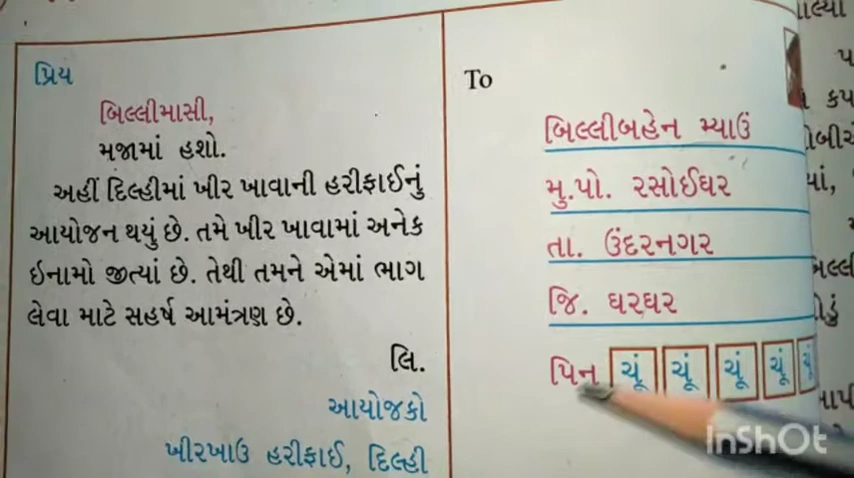 પ્રિય
બિલ્લીમાસી,
મજામાં હશો.
અહીં દિલ્હીમાં ખીર ખાવાની હરીફાઈનું
આયોજન થયું છે. તમે ખીર ખાવામાં અનેક
ઇનામો જીત્યાં છે. તેથી તમને એમાં ભાગ
લેવા માટે સહર્ષ આમંત્રણ છે.
લિ.
આયોજકો
ખીરખાઉ હરીફાઈ, દિલ્હી
To
બિલ્લીબહેન મ્યાઉં
મુ.પો. રસોઈઘર
તા. ઉંદરનગર
જિ. ઘરઘર
પિન ચૂં ચૂં ચૂં ચૂં ચૂં
InShOt